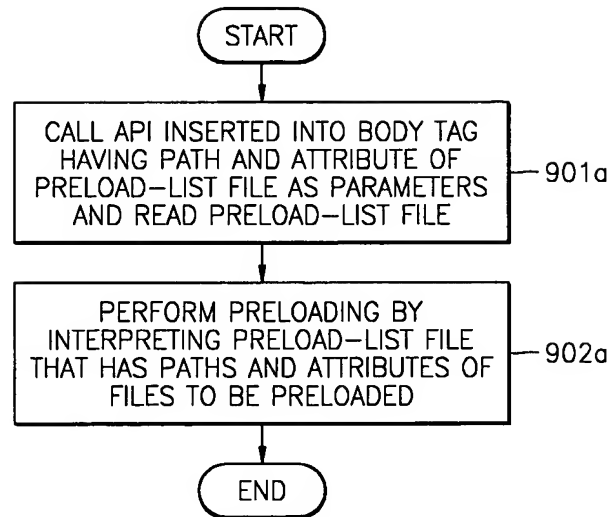 START
CALL API INSERTED INTO BODY TAG
HAVING PATH AND ATTRIBUTE OF
PRELOAD-LIST FILE AS PARAMETERS
AND READ PRELOAD-LIST FILE
901a
PERFORM PRELOADING BY
INTERPRETING PRELOAD-LIST FILE
THAT HAS PATHS AND ATTRIBUTES OF
FILES TO BE PRELOADED
902a
END